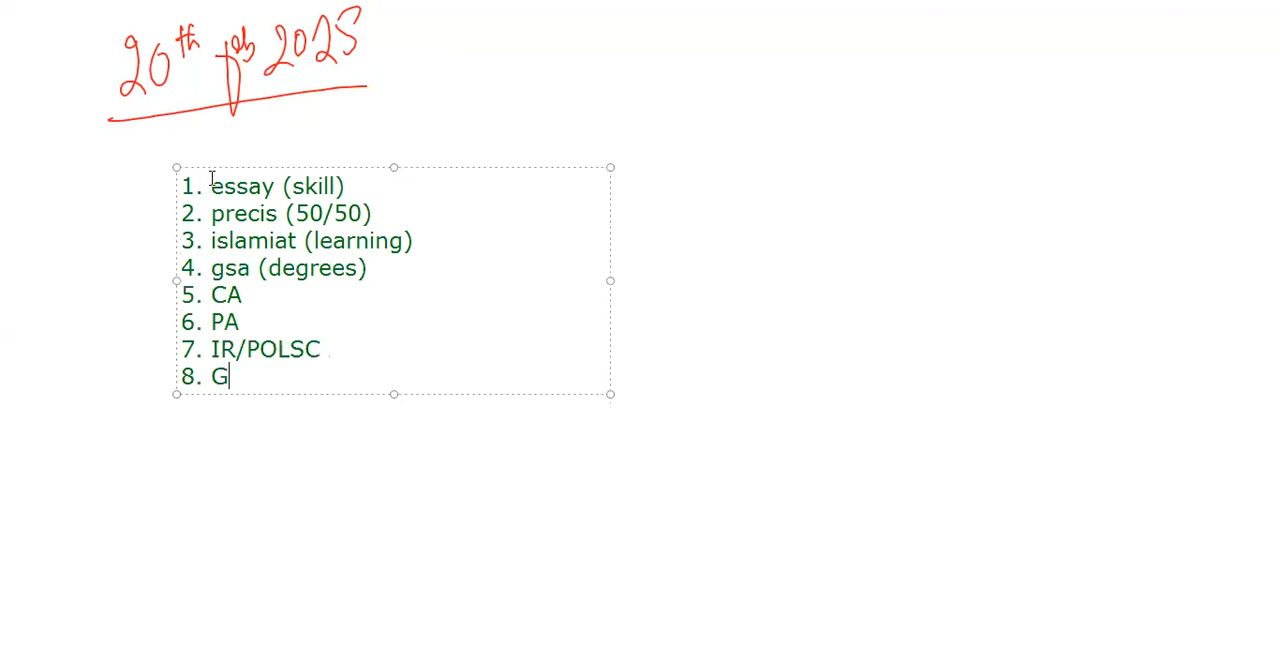 20th feb 2025
1. essay (skill)
2. precis (50/50)
3. islamiat (learning)
4. gsa (degrees)
5. CA
6. PA
7. IR/POLSC
8. G